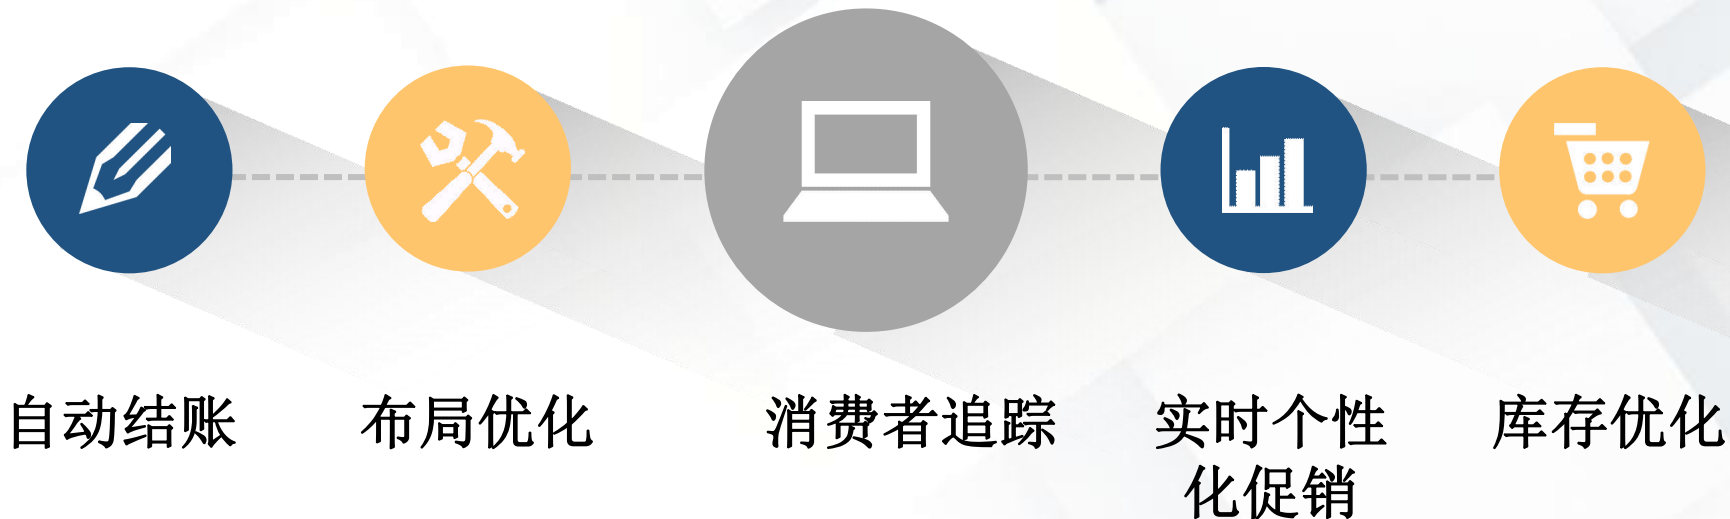 自动结账
布局优化
消费者追踪
实时个性
化促销
库存优化